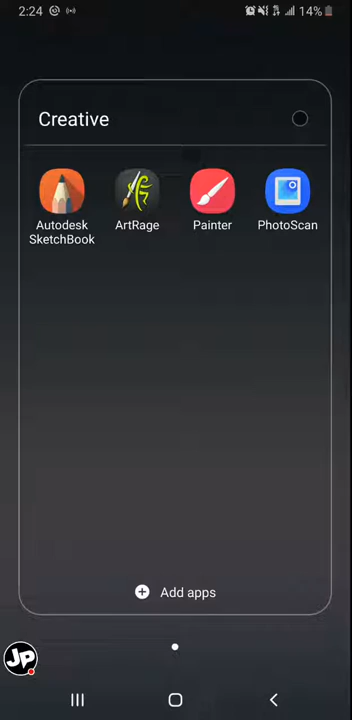 2:24
14%
Creative
Autodesk SketchBook
ArtRage
Painter
PhotoScan
Add apps
JP